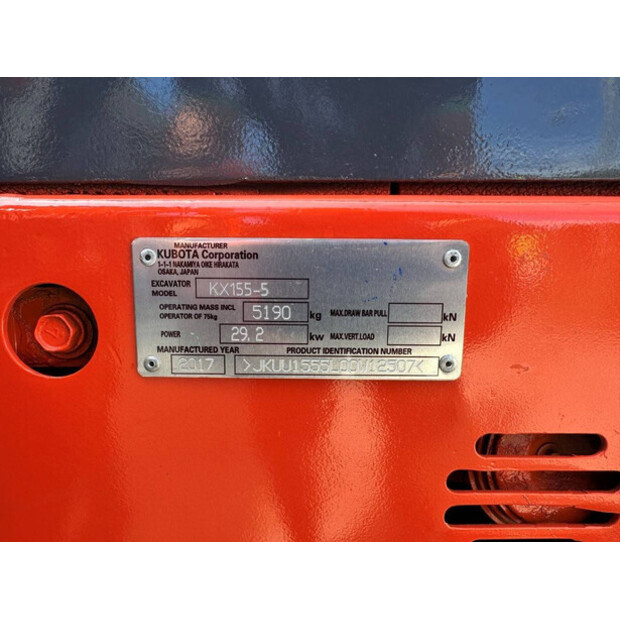 MANUFACTURER
KUBOTA Corporation
1-1-1 NAKAMIYA OIKE HIRAKATA
OSAKA, JAPAN
EXCAVATOR MODEL KX155-5
OPERATING MASS INCL OPERATOR OF 75kg 5190 kg MAX.DRAW BAR PULL kN
POWER 29.2 kw MAX.VERT.LOAD kN
MANUFACTURED YEAR PRODUCT IDENTIFICATION NUMBER
2017